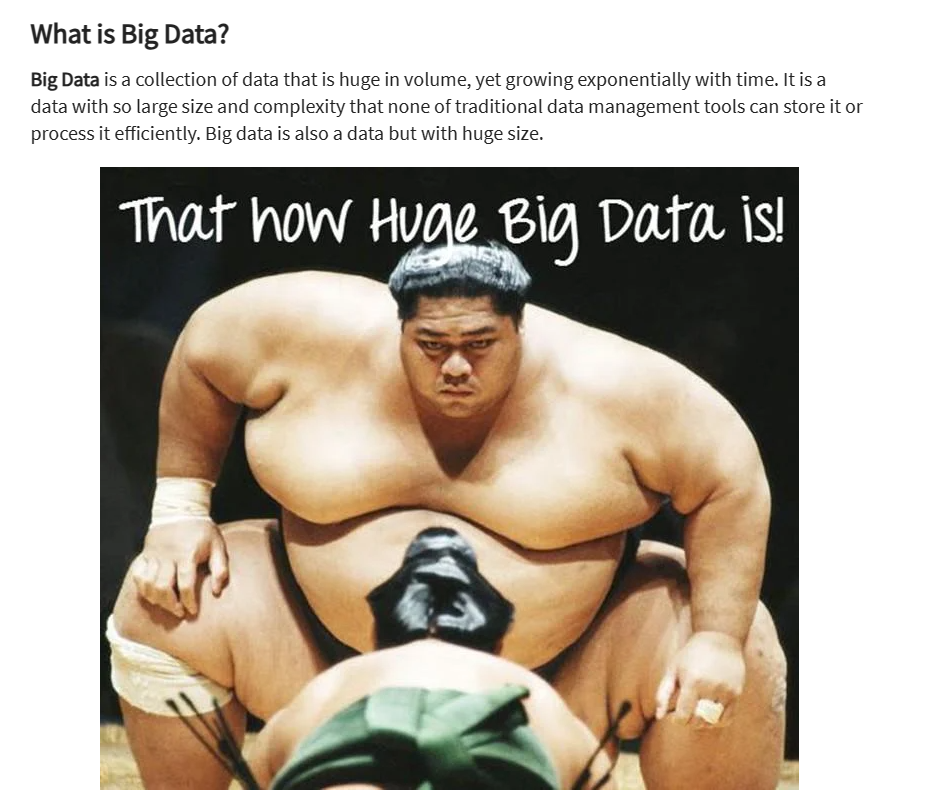 What is Big Data?
Big Data is a collection of data that is huge in volume, yet growing exponentially with time. It is a
data with so large size and complexity that none of traditional data management tools can store it or
process it efficiently. Big data is also a data but with huge size.
That how Huge Big Data is!